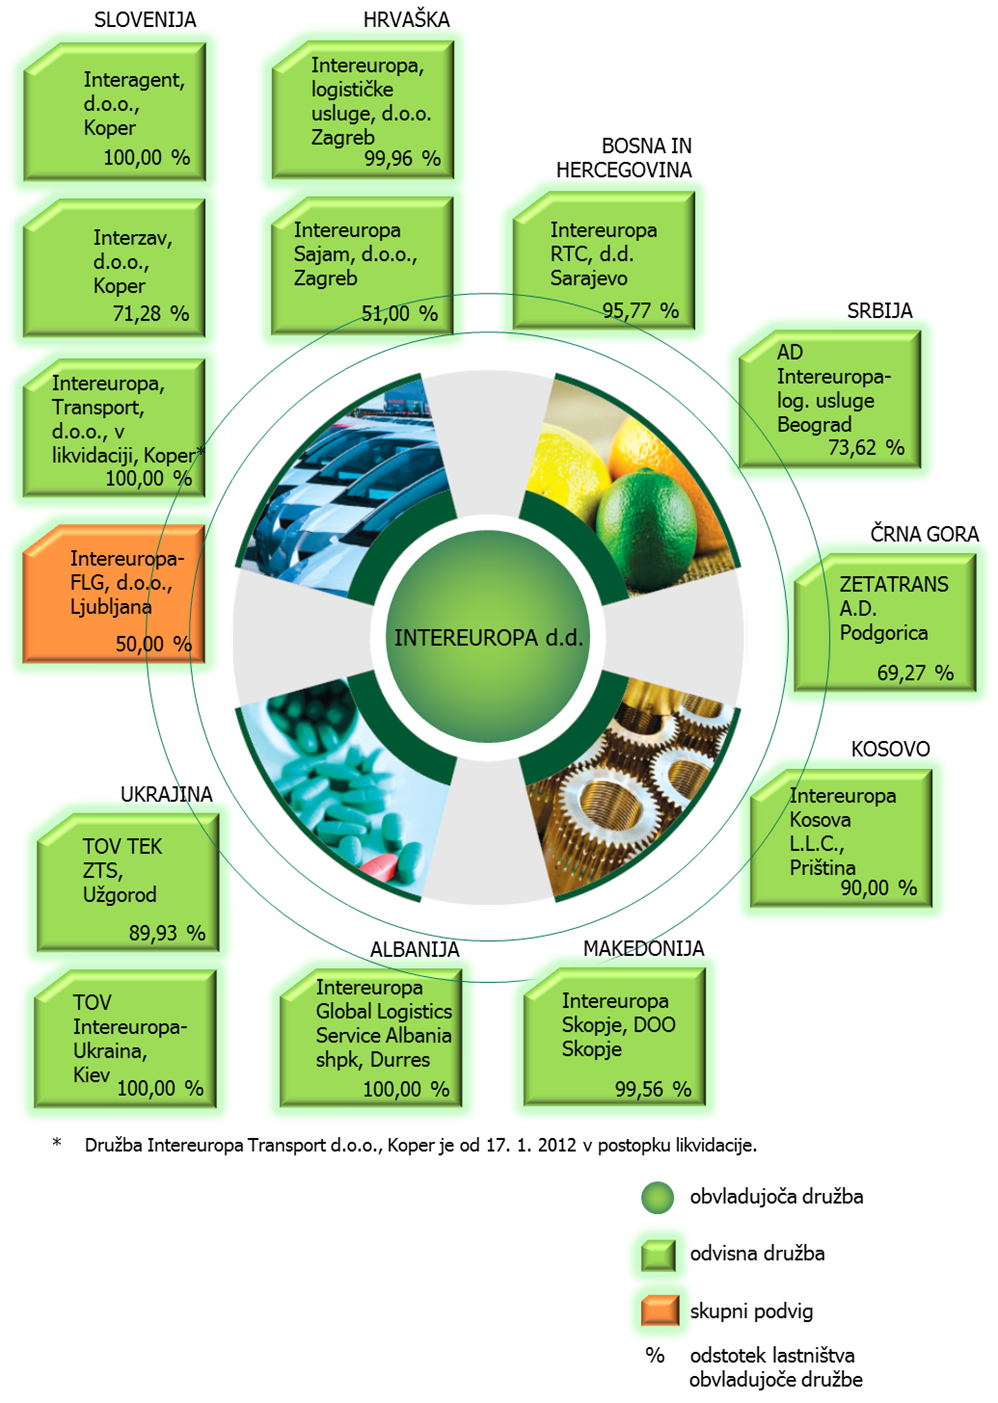 SLOVENIJA
Interagent,
d.o.o.,
Koper
100,00 %
Interzav,
d.o.o.,
Koper
71,28 %
Intereuropa,
Transport,
d.o.o., v
likvidaciji, Koper*
100,00 %
Intereuropa-
FLG, d.o.o.,
Ljubljana
50,00 %
HRVAŠKA
Intereuropa,
logističke
usluge, d.o.o.
Zagreb
99,96 %
Intereuropa
Sajam, d.o.o.,
Zagreb
51,00 %
BOSNA IN
HERCEGOVINA
Intereuropa
RTC, d.d.
Sarajevo
95,77 %
SRBIJA
AD
Intereuropa-
log. usluge
Beograd
73,62 %
ČRNA GORA
ZETATRANS
A.D.
Podgorica
69,27 %
INTEREUROPA d.d.
KOSOVO
Intereuropa
Kosova
L.L.C.,
Priština
90,00 %
UKRAJINA
TOV TEK
ZTS,
Užgorod
89,93 %
TOV
Intereuropa-
Ukraina,
Kiev
100,00 %
ALBANIJA
Intereuropa
Global Logistics
Service Albania
shpk, Durres
100,00 %
MAKEDONIJA
Intereuropa
Skopje, DOO
Skopje
99,56 %
* Družba Intereuropa Transport d.o.o., Koper je od 17. 1. 2012 v postopku likvidacije.
obvladujoča družba
odvisna družba
skupni podvig
% odstotek lastništva
obvladujoče družbe